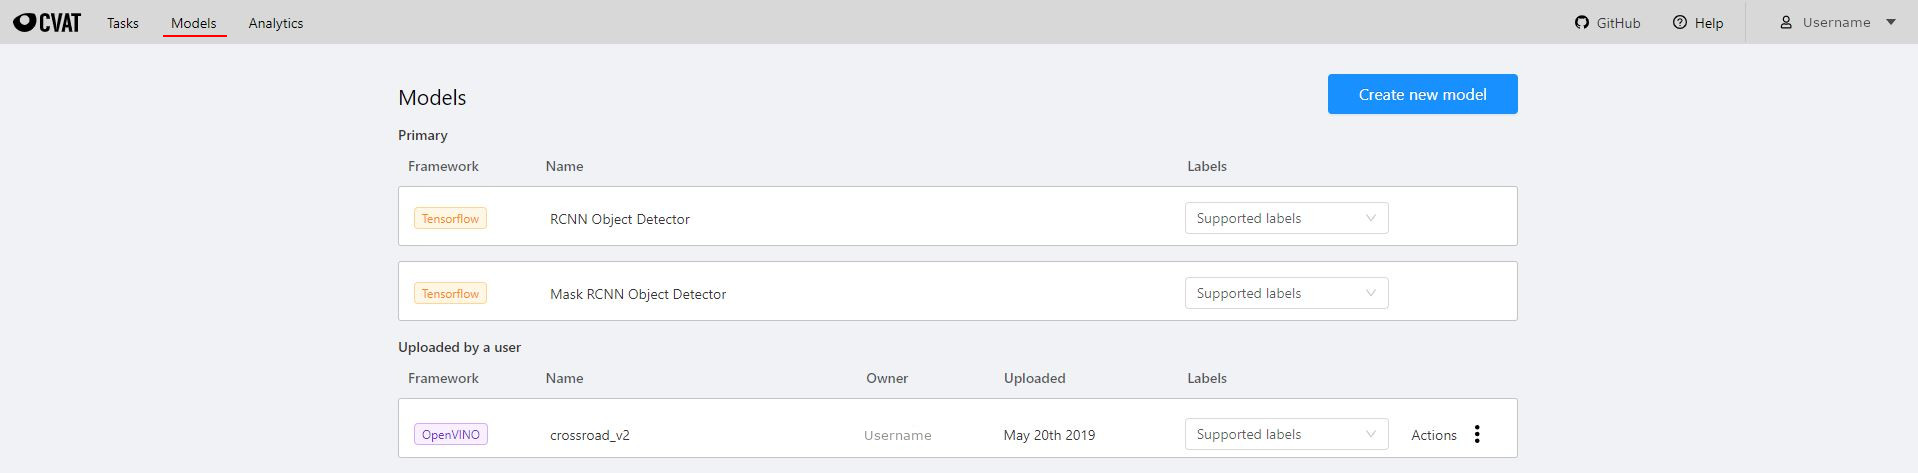 CVAT Tasks Models Analytics GitHub Help Username
Models Create new model
Primary
Framework Name Labels
Tensorflow RCNN Object Detector Supported labels
Tensorflow Mask RCNN Object Detector Supported labels
Uploaded by a user
Framework Name Owner Uploaded Labels
OpenVINO crossroad_v2 Username May 20th 2019 Supported labels Actions